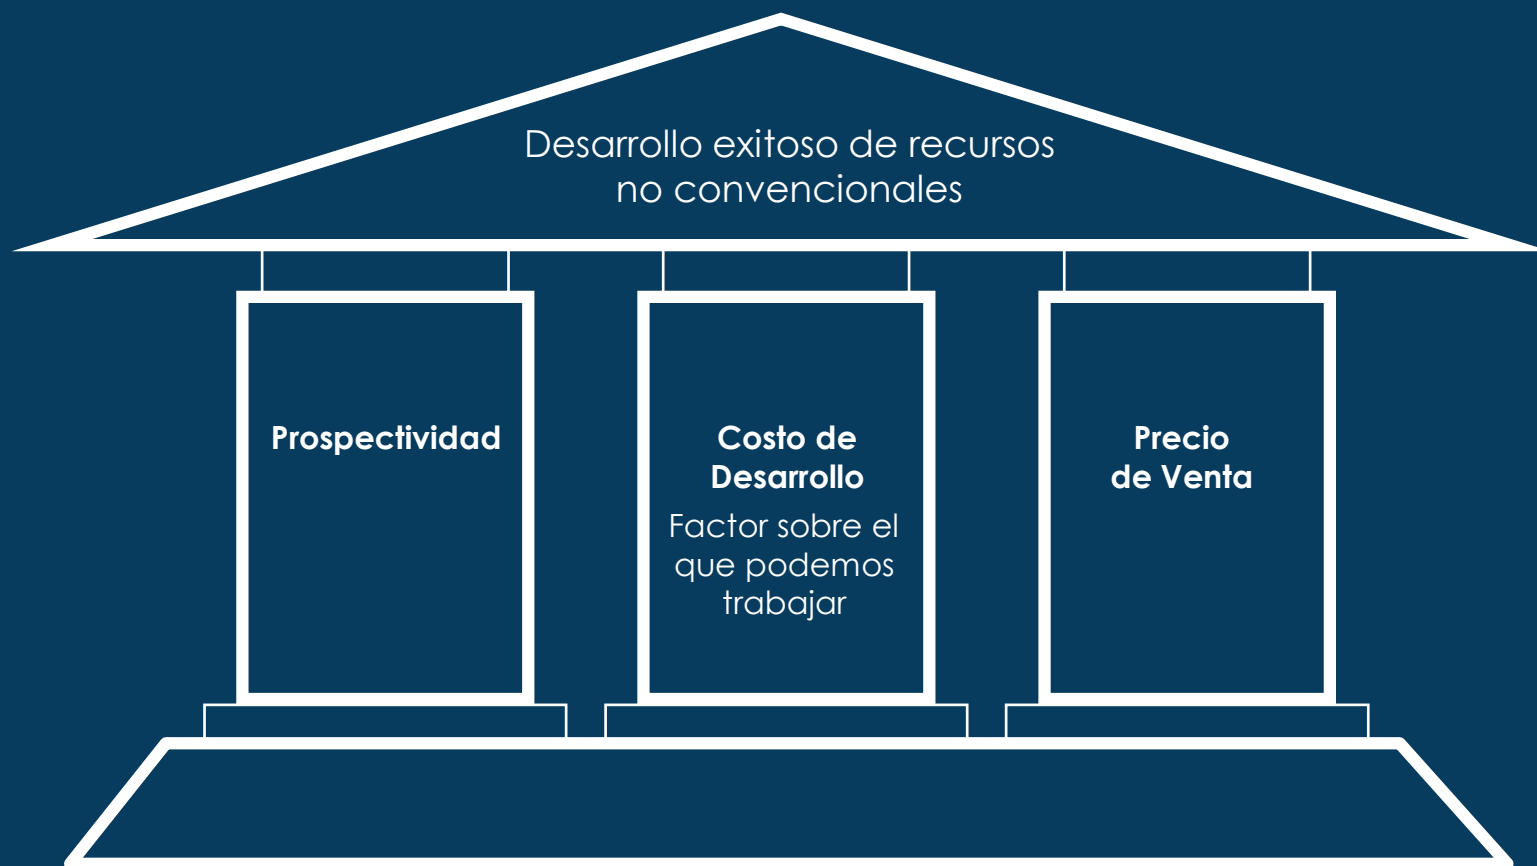 Desarrollo exitoso de recursos
no convencionales
Prospectividad
Costo de
Desarrollo
Factor sobre el
que podemos
trabajar
Precio
de Venta